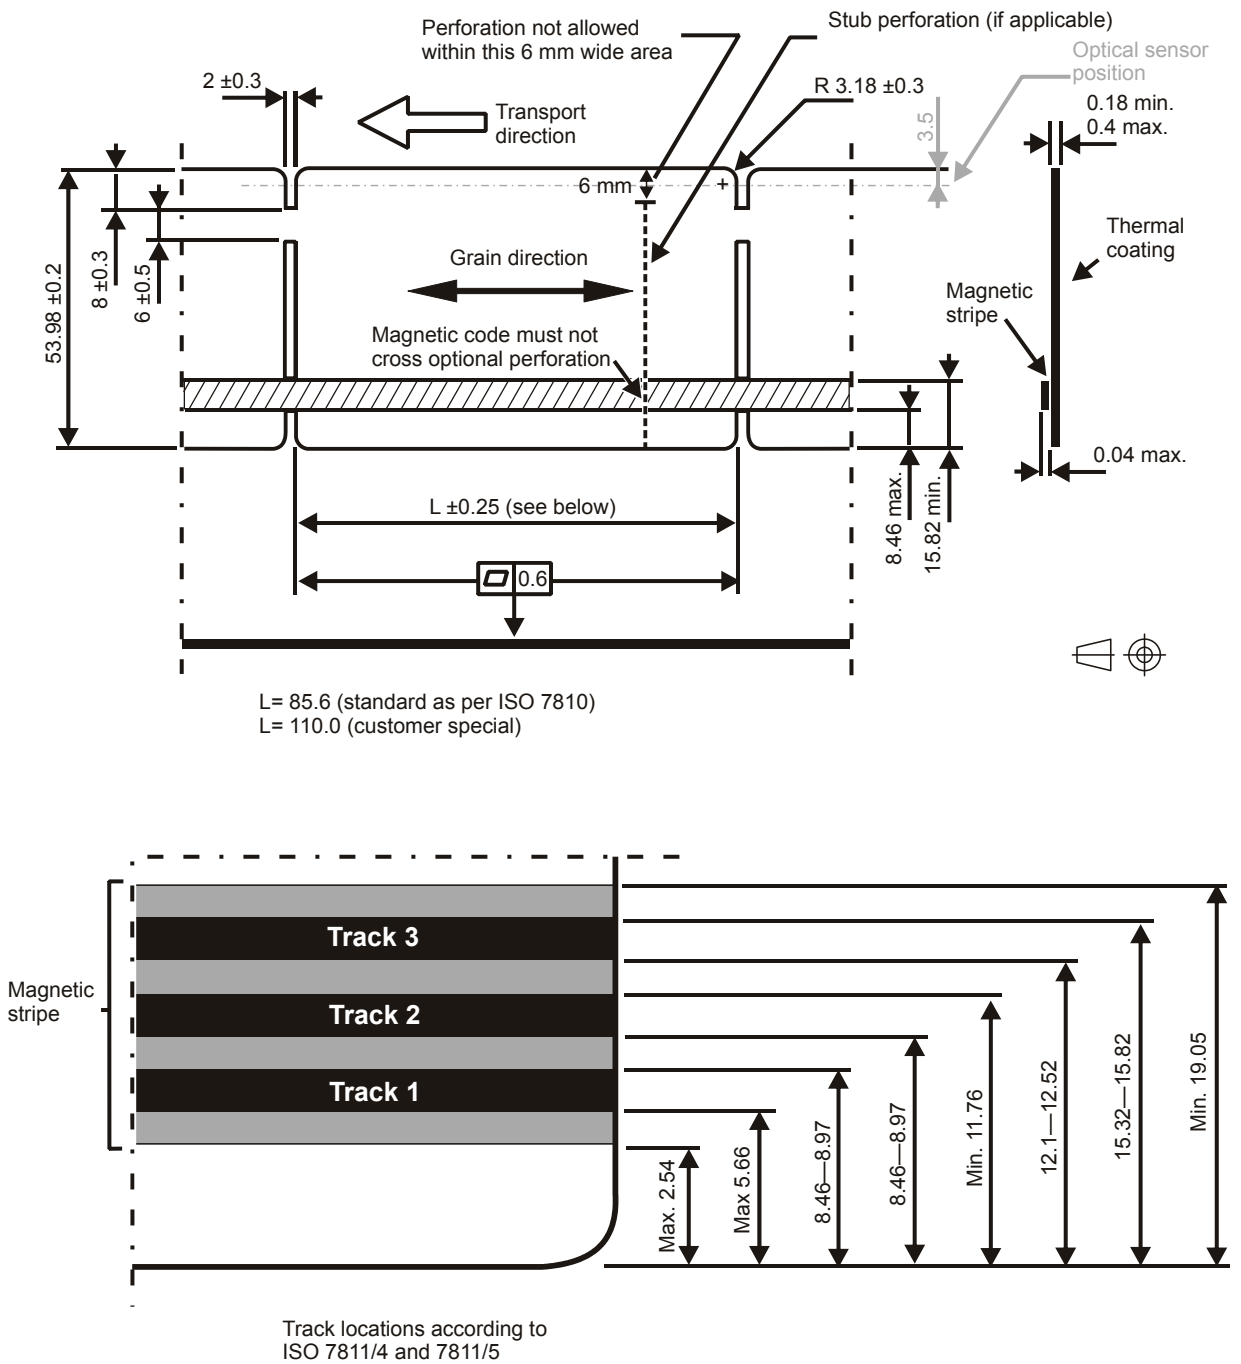 Perforation not allowed
within this 6 mm wide area
Stub perforation (if applicable)
Optical sensor
position
2 ±0.3
R 3.18 ±0.3
0.18 min.
0.4 max.
3.5
Transport
direction
6 mm
+
Thermal
coating
53.98 ±0.2
8 ±0.3
6 ±0.5
Grain direction
Magnetic
stripe
Magnetic code must not
cross optional perforation
0.04 max.
8.46 max.
15.82 min.
L ±0.25 (see below)
0.6
L= 85.6 (standard as per ISO 7810)
L= 110.0 (customer special)
Magnetic
stripe
Track 3
Track 2
Track 1
Max. 2.54
Max 5.66
8.46—8.97
8.46—8.97
Min. 11.76
12.1—12.52
15.32—15.82
Min. 19.05
Track locations according to
ISO 7811/4 and 7811/5